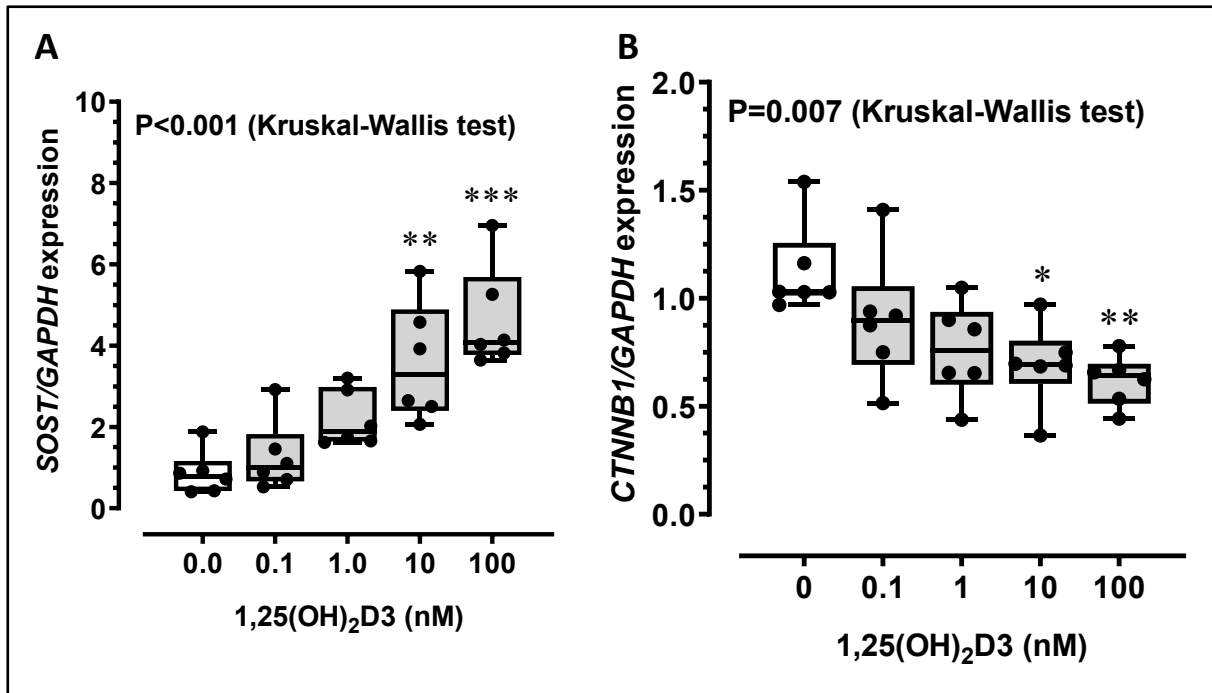 A
P<0.001 (Kruskal-Wallis test)
SOST/GAPDH expression
10
8
6
4
2
0
**
***
0.0 0.1 1.0 10 100
1,25(OH)₂D3 (nM)
B
P=0.007 (Kruskal-Wallis test)
CTNNB1/GAPDH expression
2.0
1.5
1.0
0.5
0.0
*
**
0 0.1 1 10 100
1,25(OH)₂D3 (nM)